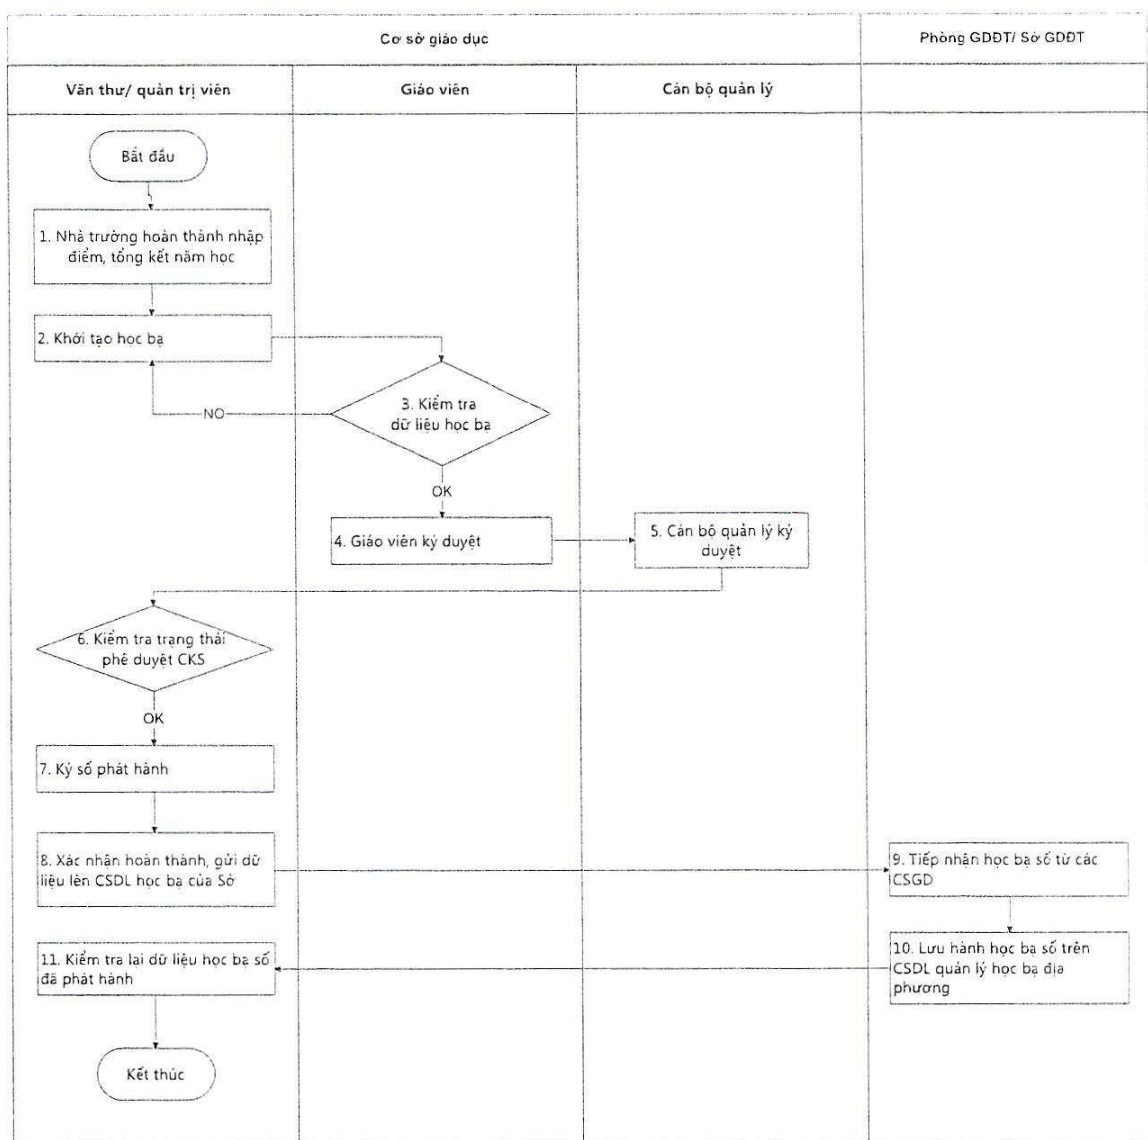 Cơ sở giáo dục
Phòng GDĐT/ Sở GDĐT
Văn thư/ quản trị viên
Giáo viên
Cán bộ quản lý
Bắt đầu
1. Nhà trường hoàn thành nhập
điểm, tổng kết năm học
2. Khởi tạo học bạ
3. Kiểm tra
dữ liệu học bạ
NO
OK
4. Giáo viên ký duyệt
5. Cán bộ quản lý ký
duyệt
6. Kiểm tra trạng thái
phê duyệt CKS
OK
7. Ký số phát hành
8. Xác nhận hoàn thành, gửi dữ
liệu lên CSDL học bạ của Sở
9. Tiếp nhận học bạ số từ các
CSGD
10. Lưu hành học bạ số trên
CSDL quản lý học bạ địa
phương
11. Kiểm tra lại dữ liệu học bạ số
đã phát hành
Kết thúc